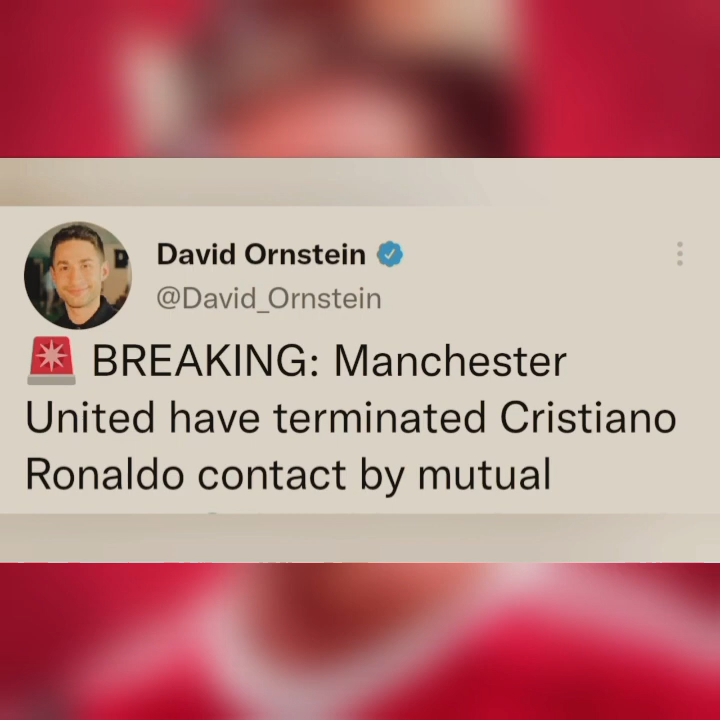 David Ornstein
@David_Ornstein
🚨 BREAKING: Manchester
United have terminated Cristiano
Ronaldo contact by mutual